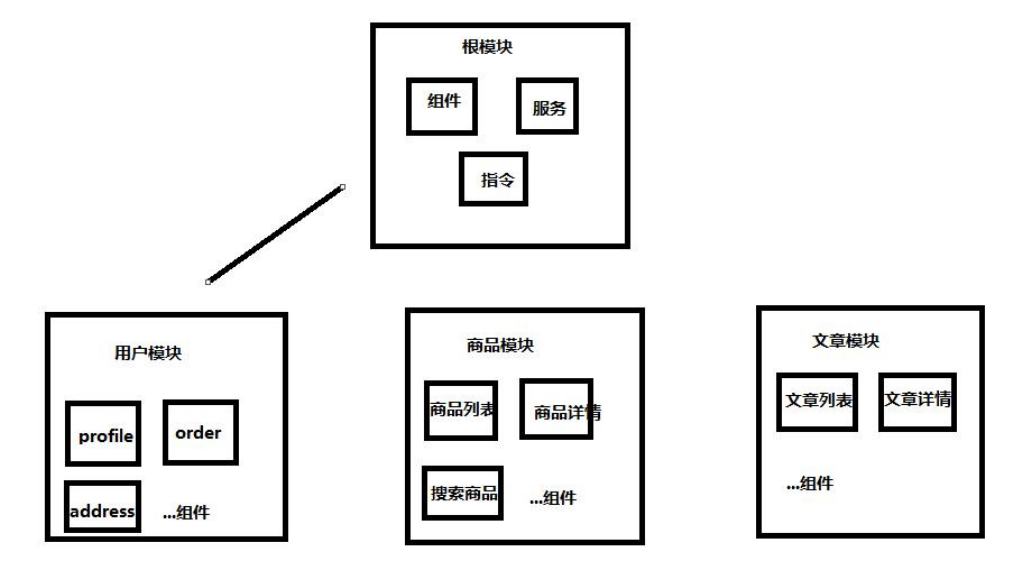 根模块
组件
服务
指令
用户模块
profile
order
address
...组件
商品模块
商品列表
商品详情
搜索商品
...组件
文章模块
文章列表
文章详情
...组件